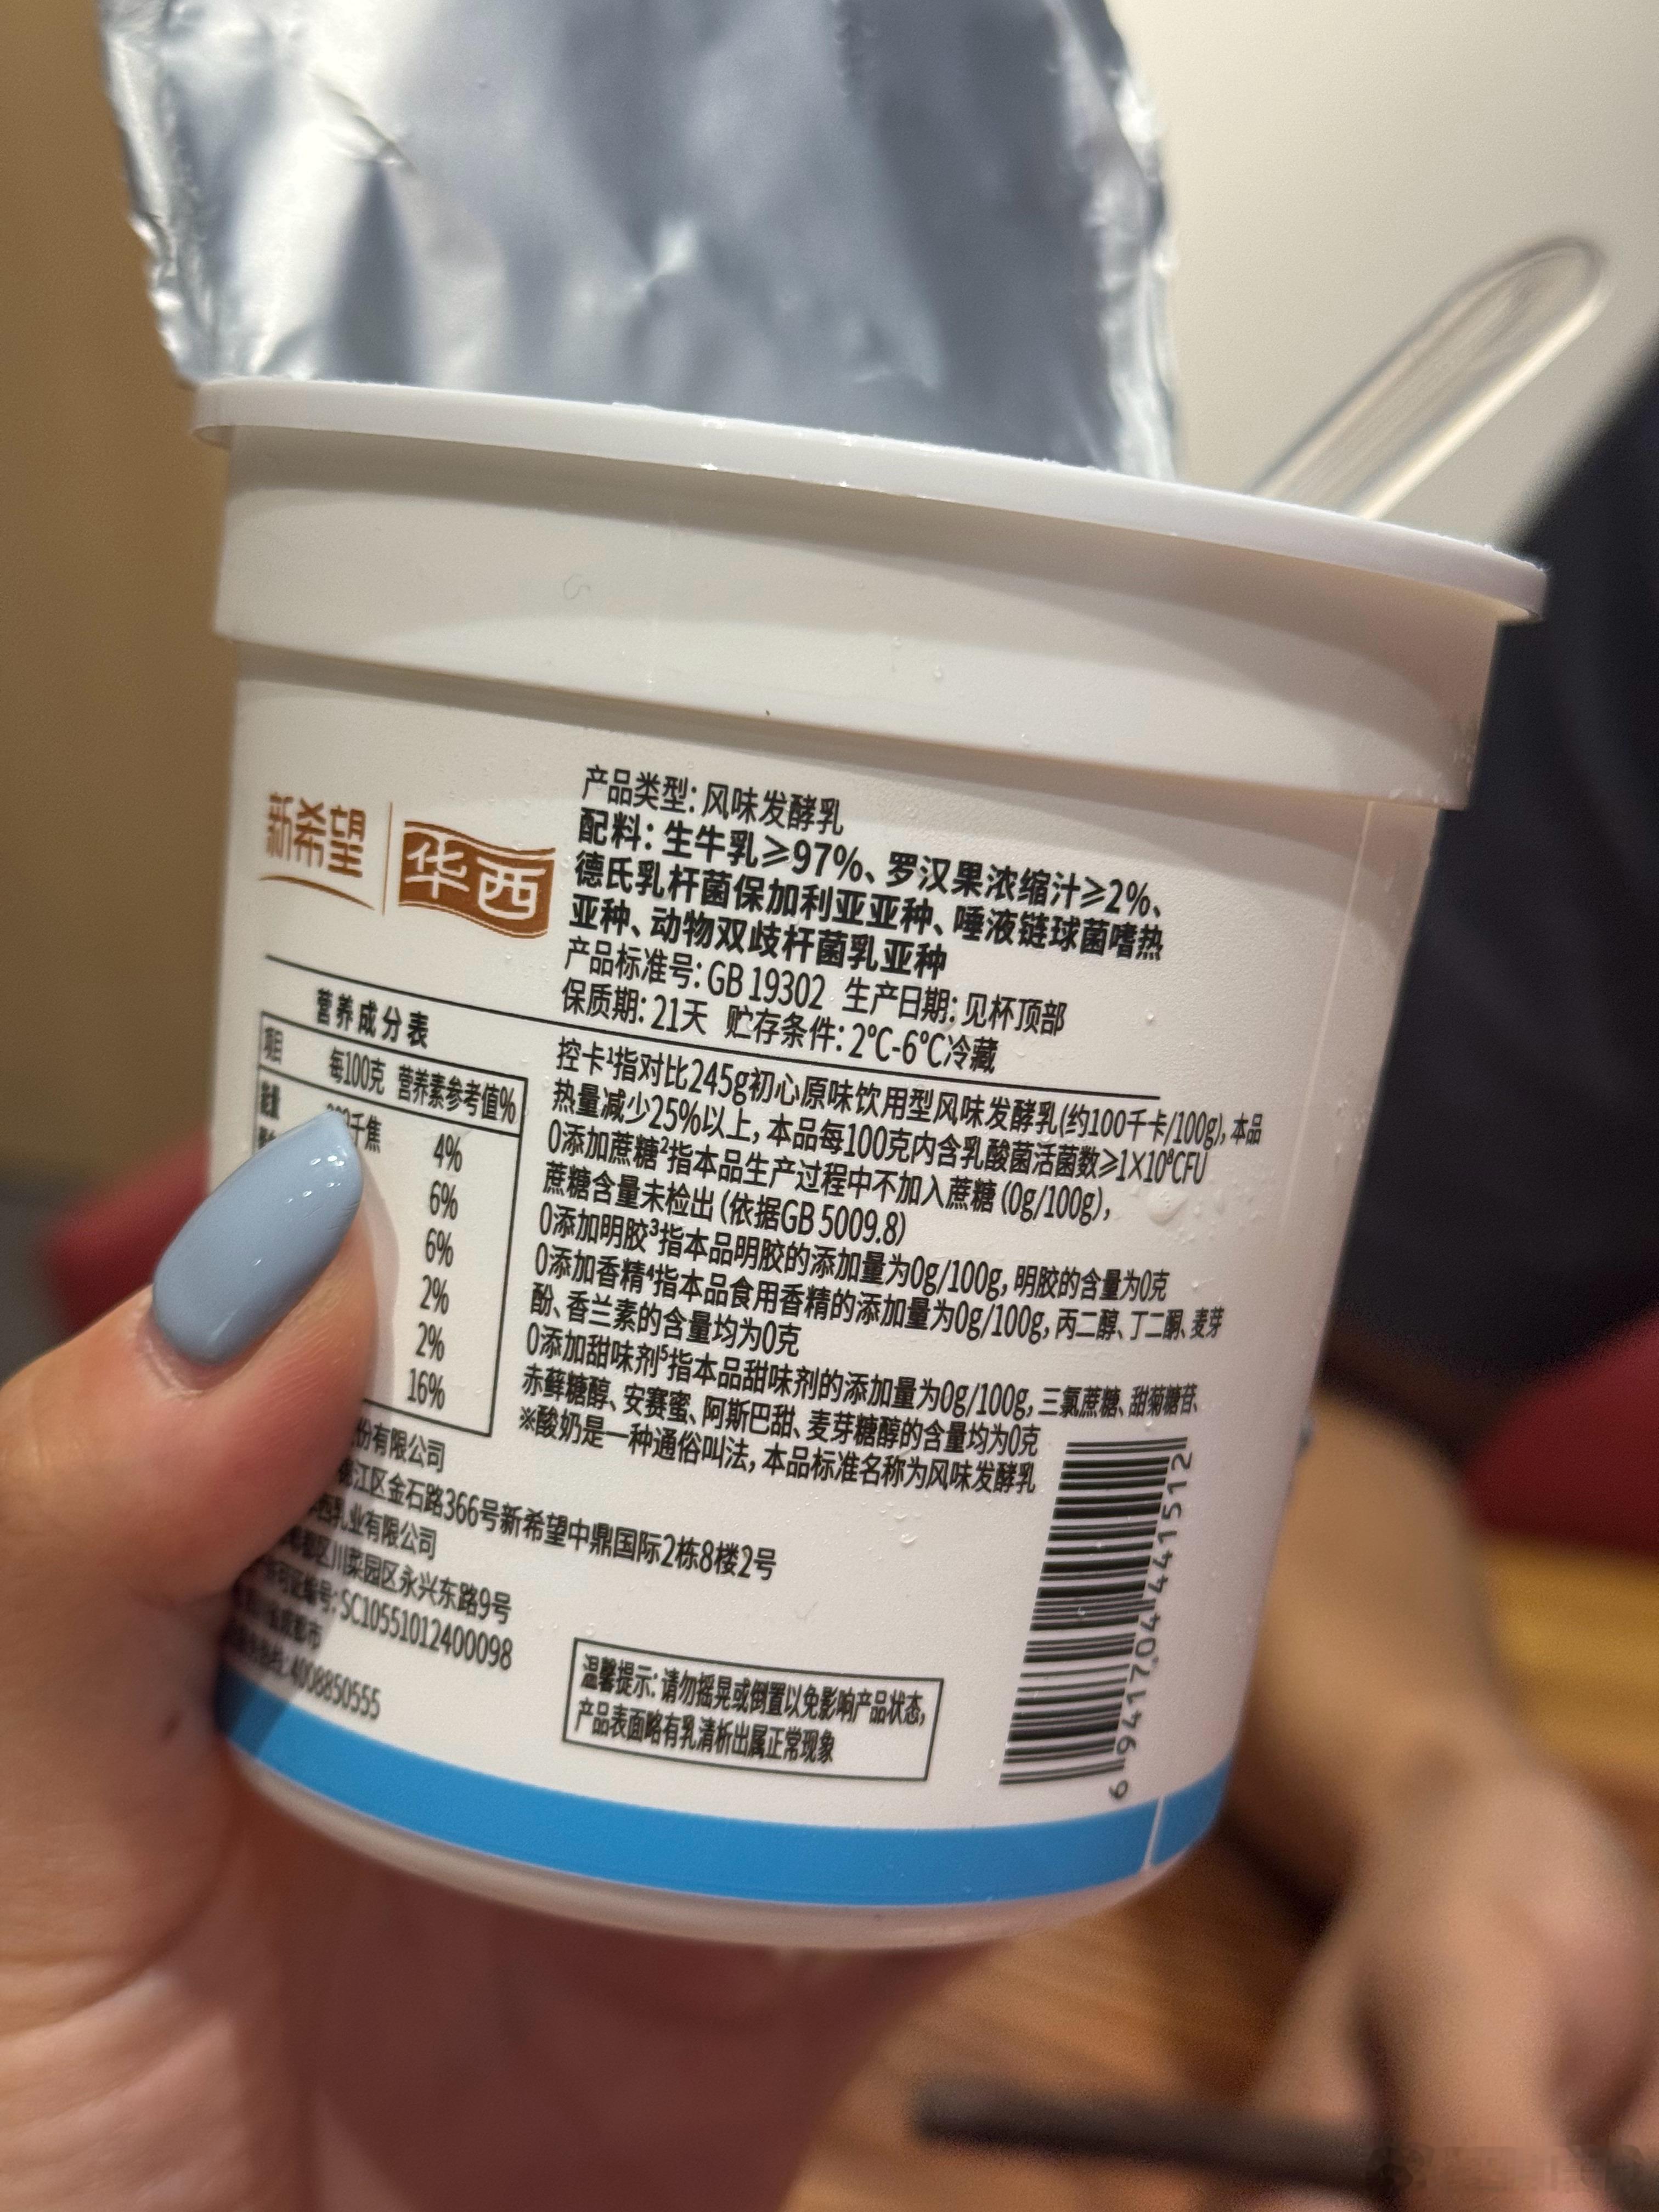 新希望
华西
产品类型: 风味发酵乳
配料: 生牛乳≥97%、罗汉果浓缩汁≥2%、
德氏乳杆菌保加利亚亚种、唾液链球菌嗜热
亚种、动物双歧杆菌乳亚种
产品标准号: GB 19302 生产日期: 见杯顶部
保质期: 21天 贮存条件: 2℃-6℃冷藏
营养成分表
项目 每100克 营养素参考值%
能量 千焦 4%
6%
6%
2%
2%
16%
控卡¹指对比245g初心原味饮用型风味发酵乳(约100千卡/100g), 本品
热量减少25%以上, 本品每100克内含乳酸菌活菌数≥1×10⁸CFU
0添加蔗糖²指本品生产过程中不加入蔗糖 (0g/100g),
蔗糖含量未检出 (依据GB 5009.8)
0添加明胶³指本品明胶的添加量为0g/100g, 明胶的含量为0克
0添加香精⁴指本品食用香精的添加量为0g/100g, 丙二醇、丁二酮、麦芽
酚、香兰素的含量均为0克
0添加甜味剂⁵指本品甜味剂的添加量为0g/100g, 三氯蔗糖、甜菊糖苷、
赤藓糖醇、安赛蜜、阿斯巴甜、麦芽糖醇的含量均为0克
※酸奶是一种通俗叫法, 本品标准名称为风味发酵乳
份有限公司
锦江区金石路366号新希望中鼎国际2栋8楼2号
西乳业有限公司
郫都区川菜园区永兴东路9号
许可证编号: SC10551012400098
成都市
4008850555
温馨提示: 请勿摇晃或倒置以免影响产品状态,
产品表面略有乳清析出属正常现象
6 941704 441512